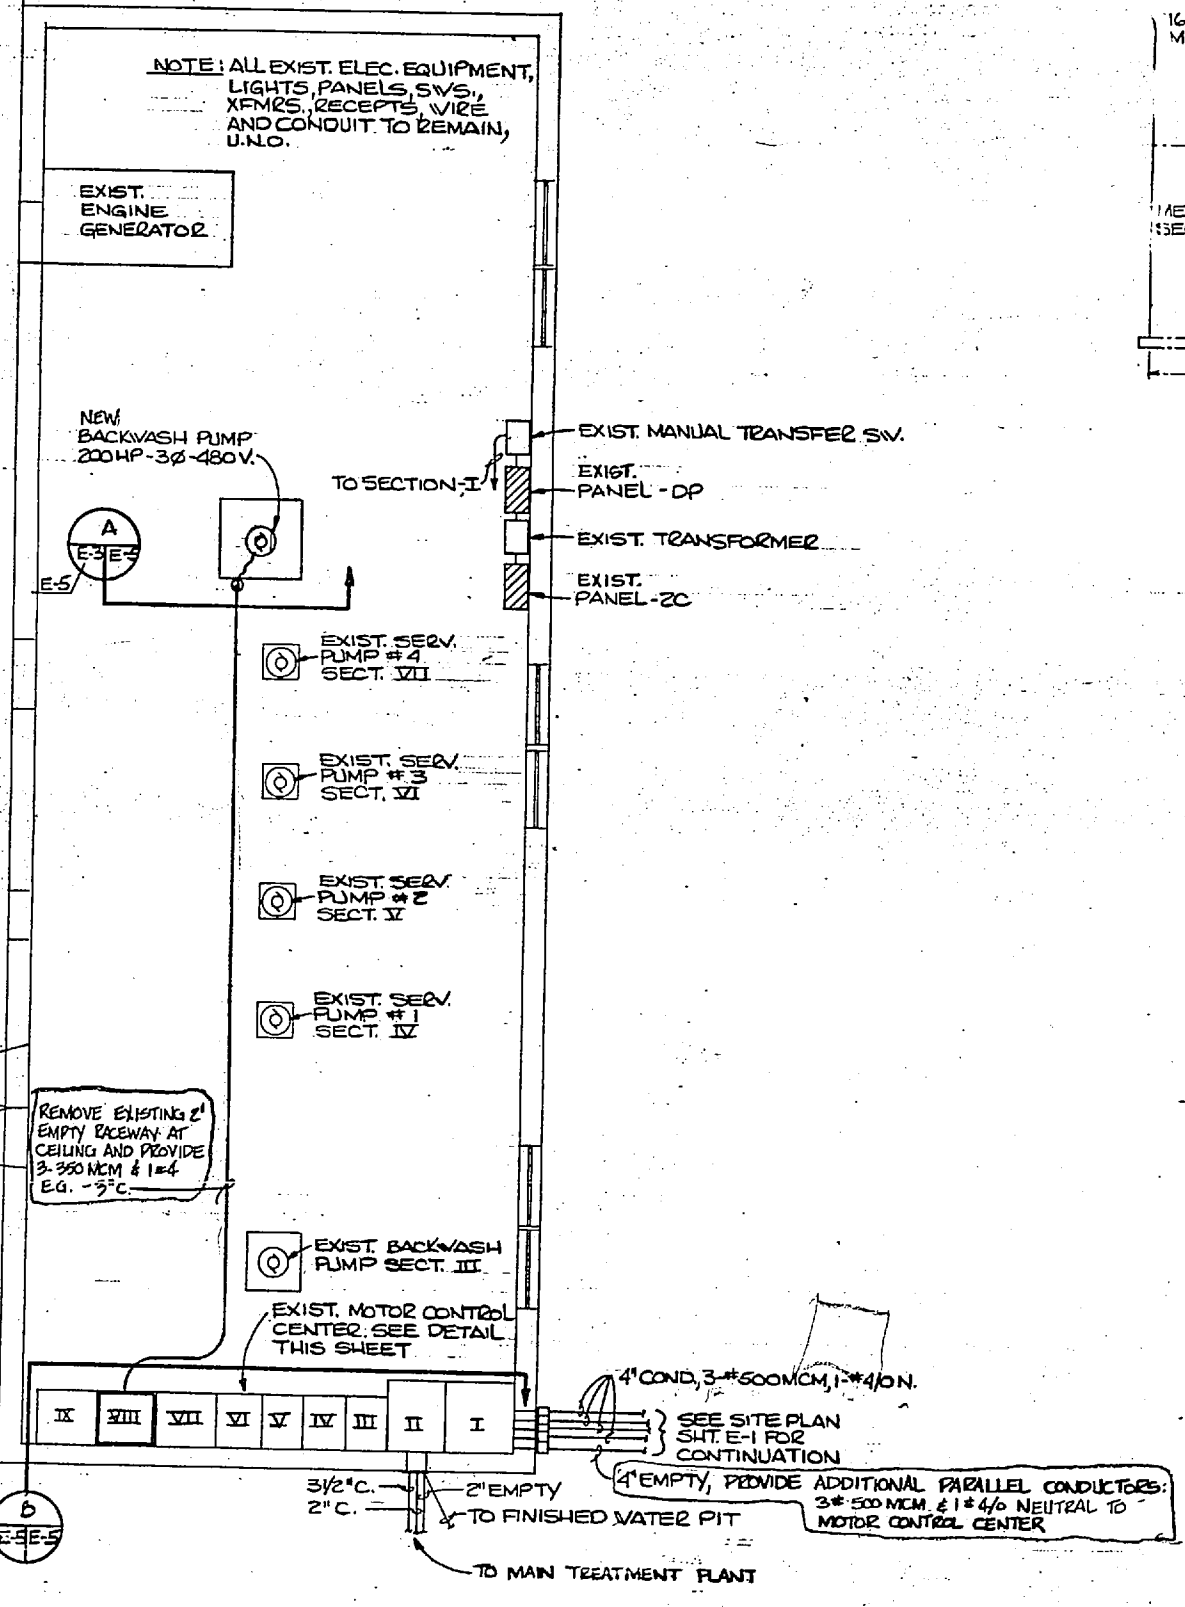 NOTE: ALL EXIST. ELEC. EQUIPMENT,
LIGHTS, PANELS, SWS.,
XFMRS., RECEPTS, WIRE
AND CONDUIT TO REMAIN,
U.N.O.
16
M
EXIST.
ENGINE
GENERATOR
NEW
BACKWASH PUMP
200HP-3Ø-480V.
TO SECTION-I
EXIST. MANUAL TRANSFER SW.
EXIST.
PANEL-DP
EXIST. TRANSFORMER
EXIST.
PANEL-2C
A
E-5
EXIST. SERV.
PUMP #4
SECT. VII
EXIST. SERV.
PUMP #3
SECT. VI
EXIST. SERV.
PUMP #2
SECT. V
EXIST. SERV.
PUMP #1
SECT. IV
REMOVE EXISTING 2"
EMPTY RACEWAY AT
CEILING AND PROVIDE
3-350 MCM & 1#4
E.G. - 3"C.
EXIST. BACKWASH
PUMP SECT. III
EXIST. MOTOR CONTROL
CENTER. SEE DETAIL
THIS SHEET
IX VIII VII VI V IV III II I
4" COND., 3-#500MCM, 1-#4/0 N.
SEE SITE PLAN
SHT. E-1 FOR
CONTINUATION
4" EMPTY, PROVIDE ADDITIONAL PARALLEL CONDUCTORS:
3#500 MCM & 1#4/0 NEUTRAL TO
MOTOR CONTROL CENTER
3 1/2"C.
2"C.
2" EMPTY
TO FINISHED WATER PIT
TO MAIN TREATMENT PLANT
B
E-5 E-5